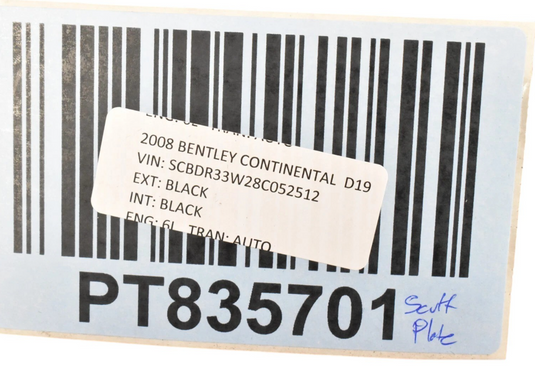 2008 BENTLEY CONTINENTAL D19
VIN: SCBDR33W28C052512
EXT: BLACK
INT: BLACK
ENG: 6L TRAN: AUTO
PT835701
Scuff
Plate